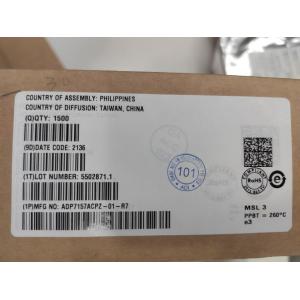 COUNTRY OF ASSEMBLY: PHILIPPINES
COUNTRY OF DIFFUSION: TAIWAN, CHINA
(Q)QTY: 1500
(9D)DATE CODE: 2136
(1T)LOT NUMBER: 5502871.1
(1P)MFG NO: ADP7157ACPZ-01-R7
101
RoHS
e3
MSL 3
PPBT = 260°C
e3